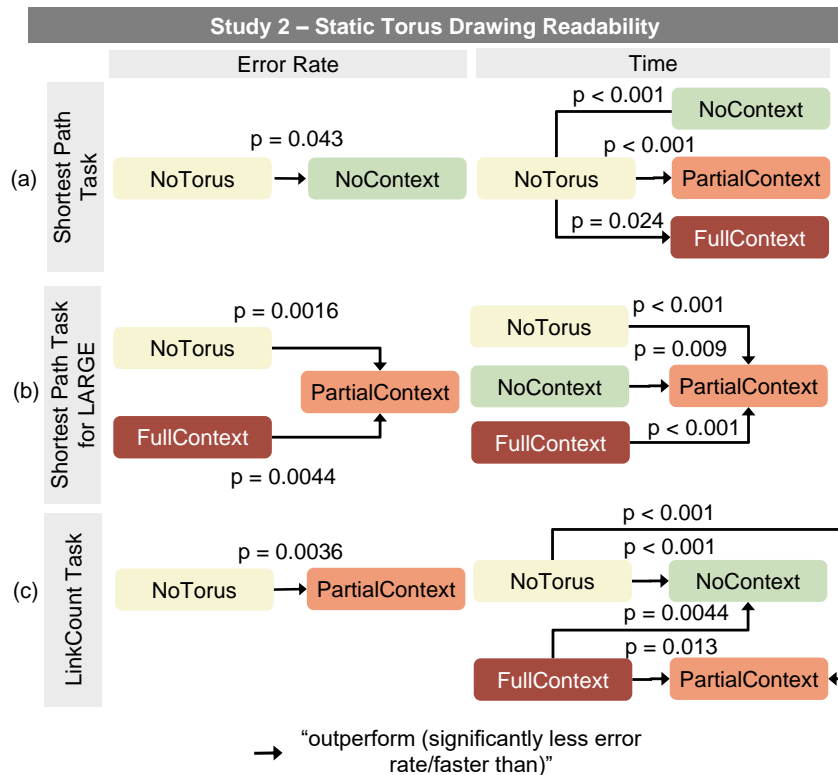 Study 2 – Static Torus Drawing Readability
Error Rate
Time
(a)
Shortest Path
Task
p = 0.043
NoTorus
NoContext
p < 0.001
NoContext
p < 0.001
NoTorus
PartialContext
p = 0.024
FullContext
(b)
Shortest Path Task
for LARGE
p = 0.0016
NoTorus
PartialContext
FullContext
p = 0.0044
p < 0.001
NoTorus
p = 0.009
NoContext
PartialContext
FullContext
p < 0.001
(c)
LinkCount Task
p = 0.0036
NoTorus
PartialContext
p < 0.001
p < 0.001
NoTorus
NoContext
p = 0.0044
p = 0.013
FullContext
PartialContext
“outperform (significantly less error
rate/faster than)”